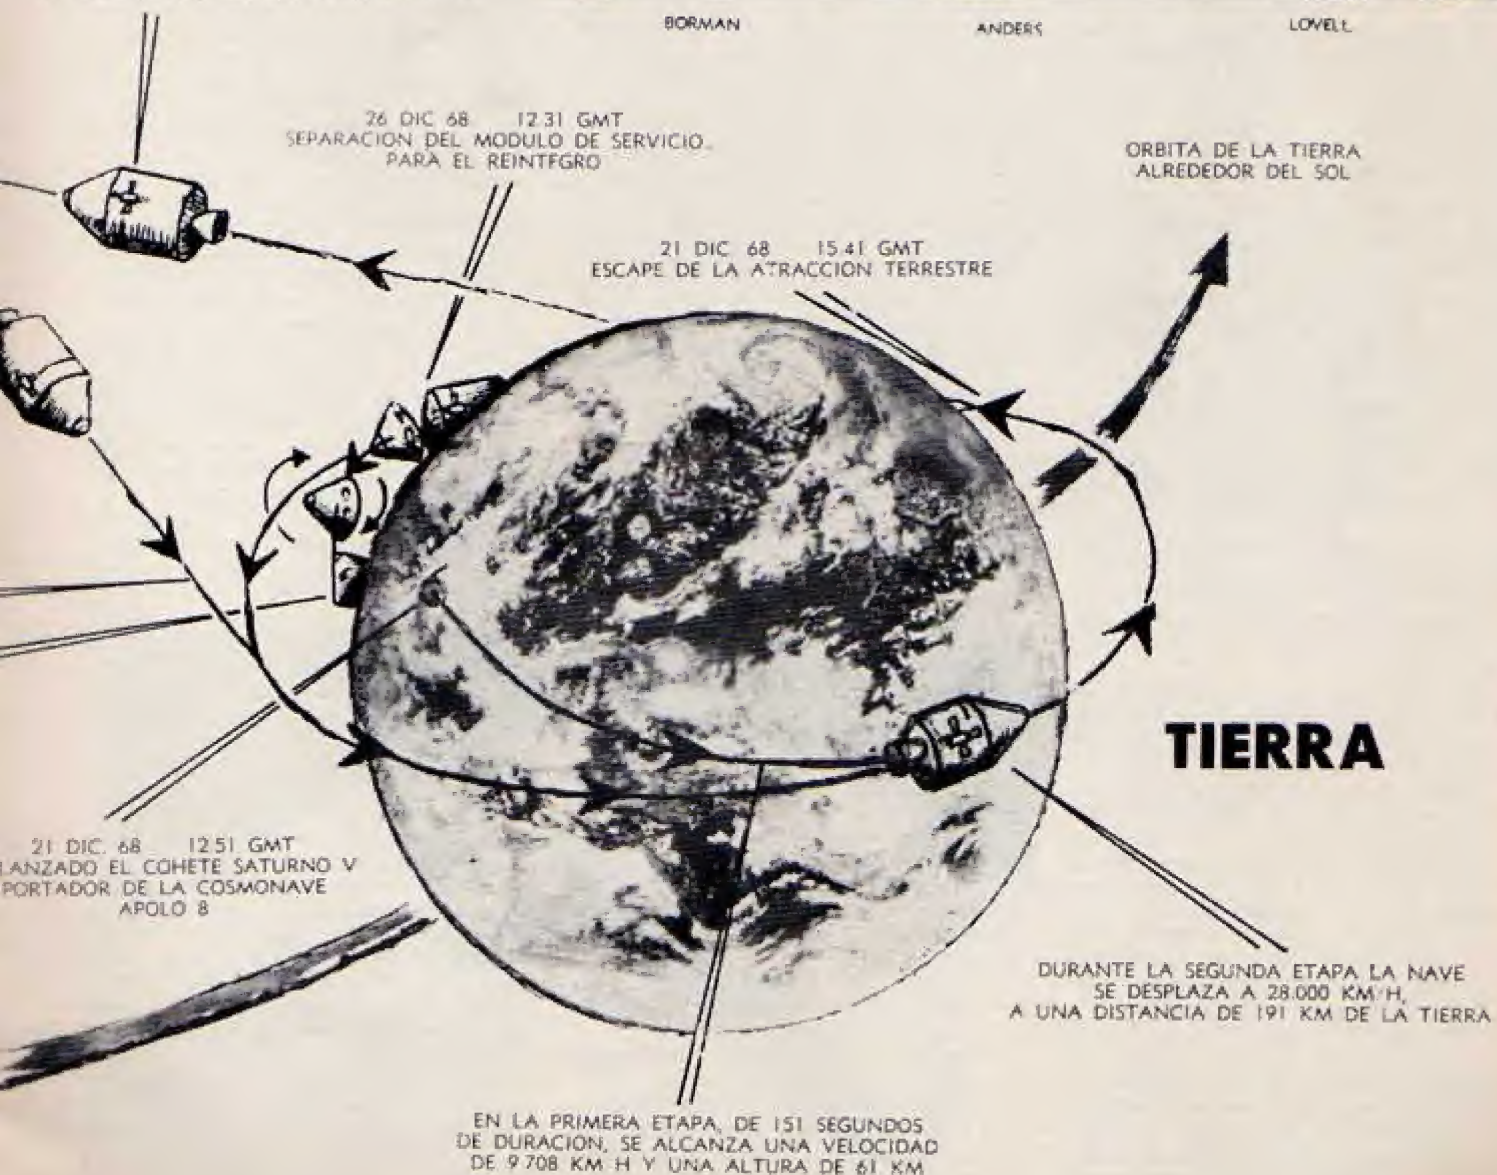 BORMAN
ANDERS
LOVELL
26 DIC 68 12.31 GMT
SEPARACION DEL MODULO DE SERVICIO
PARA EL REINTEGRO
ORBITA DE LA TIERRA
ALREDEDOR DEL SOL
21 DIC 68 15.41 GMT
ESCAPE DE LA ATRACCION TERRESTRE
TIERRA
21 DIC. 68 12.51 GMT
LANZADO EL COHETE SATURNO V
PORTADOR DE LA COSMONAVE
APOLO 8
DURANTE LA SEGUNDA ETAPA LA NAVE
SE DESPLAZA A 28.000 KM/H,
A UNA DISTANCIA DE 191 KM DE LA TIERRA
EN LA PRIMERA ETAPA, DE 151 SEGUNDOS
DE DURACION, SE ALCANZA UNA VELOCIDAD
DE 9.708 KM H Y UNA ALTURA DE 61 KM